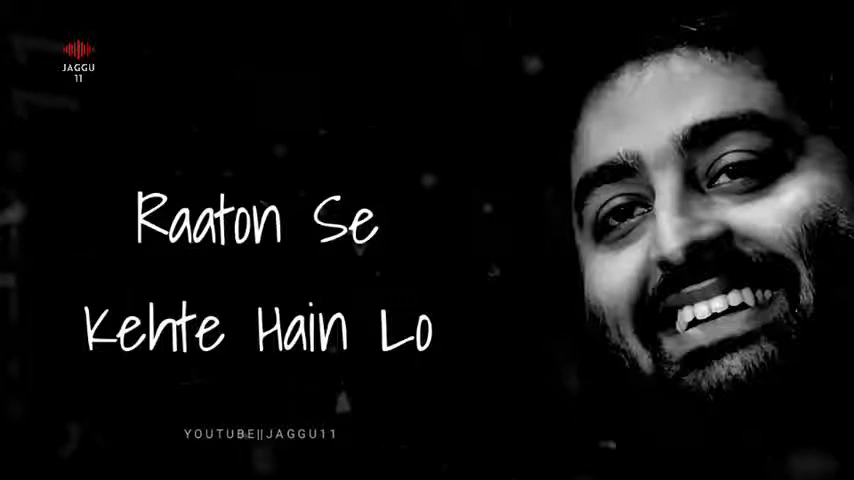 JAGGU
11
Raaton Se
Kehte Hain Lo
YOUTUBE||JAGGU11